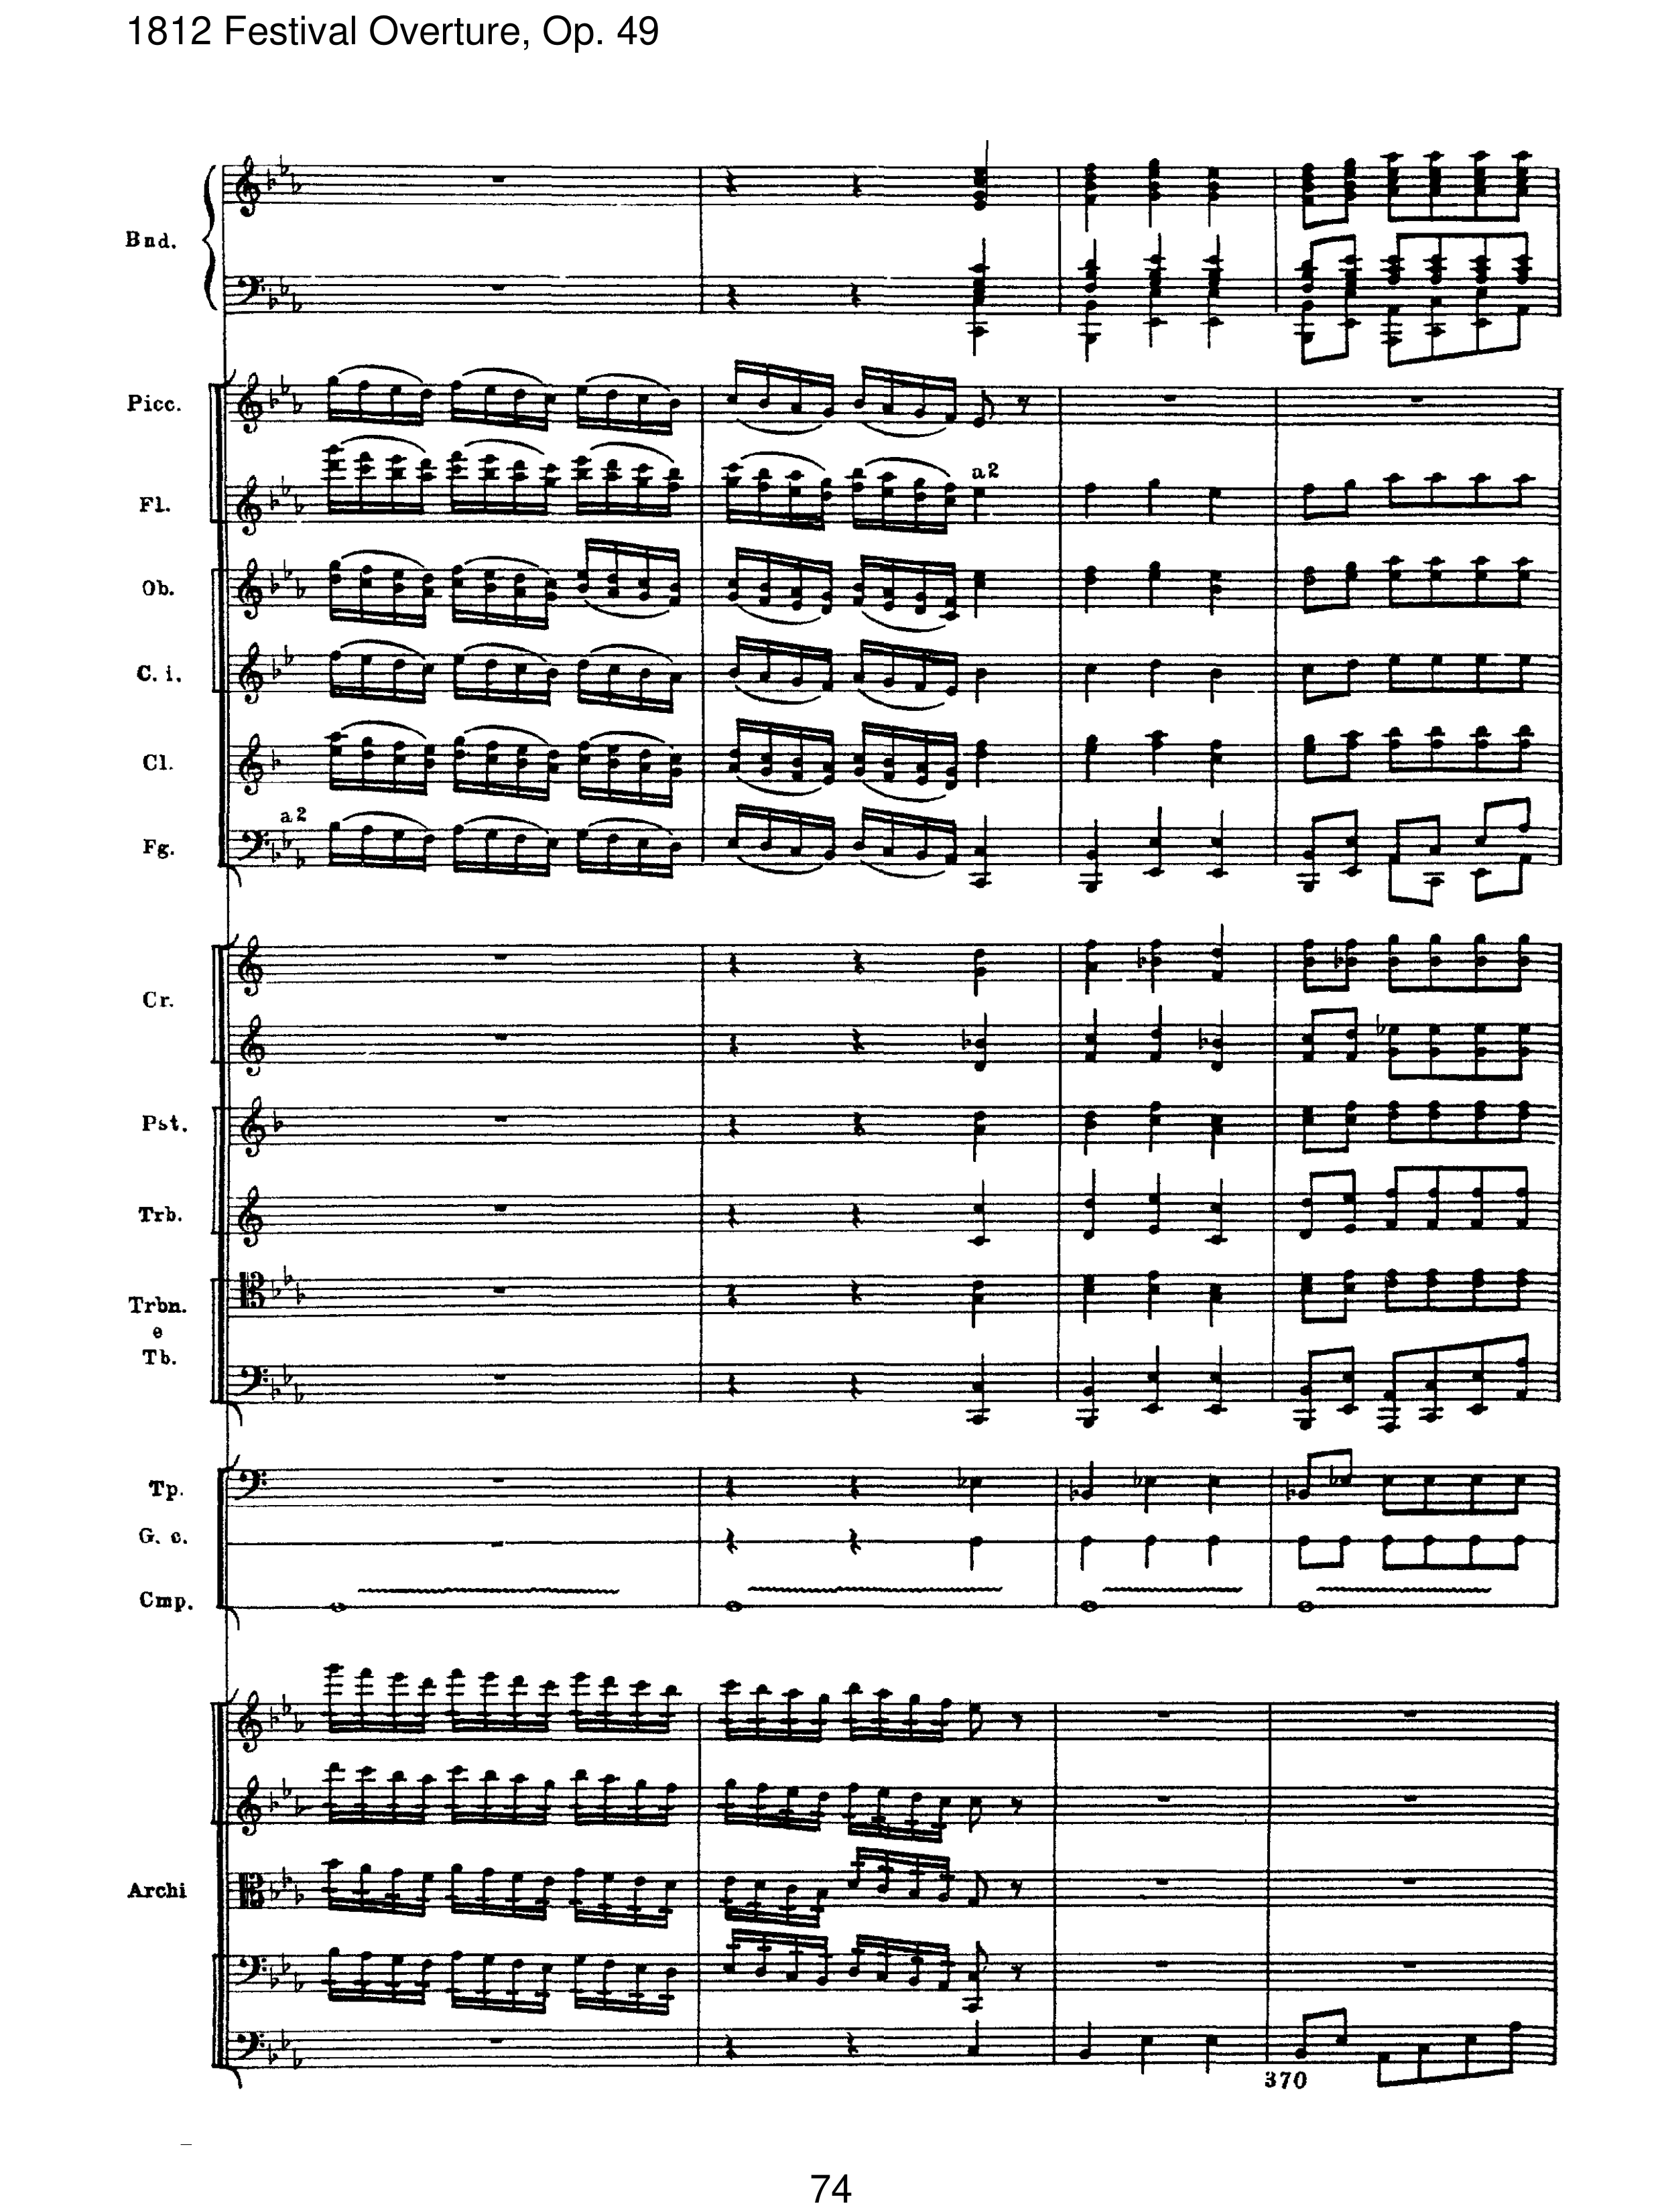 1812 Festival Overture, Op. 49
Bnd.
Picc.
Fl.
a2
Ob.
C. i.
Cl.
a2
Fg.
Cr.
Pst.
Trb.
Trbn.
e
Tb.
Tp.
G. c.
Cmp.
Archi
370
74